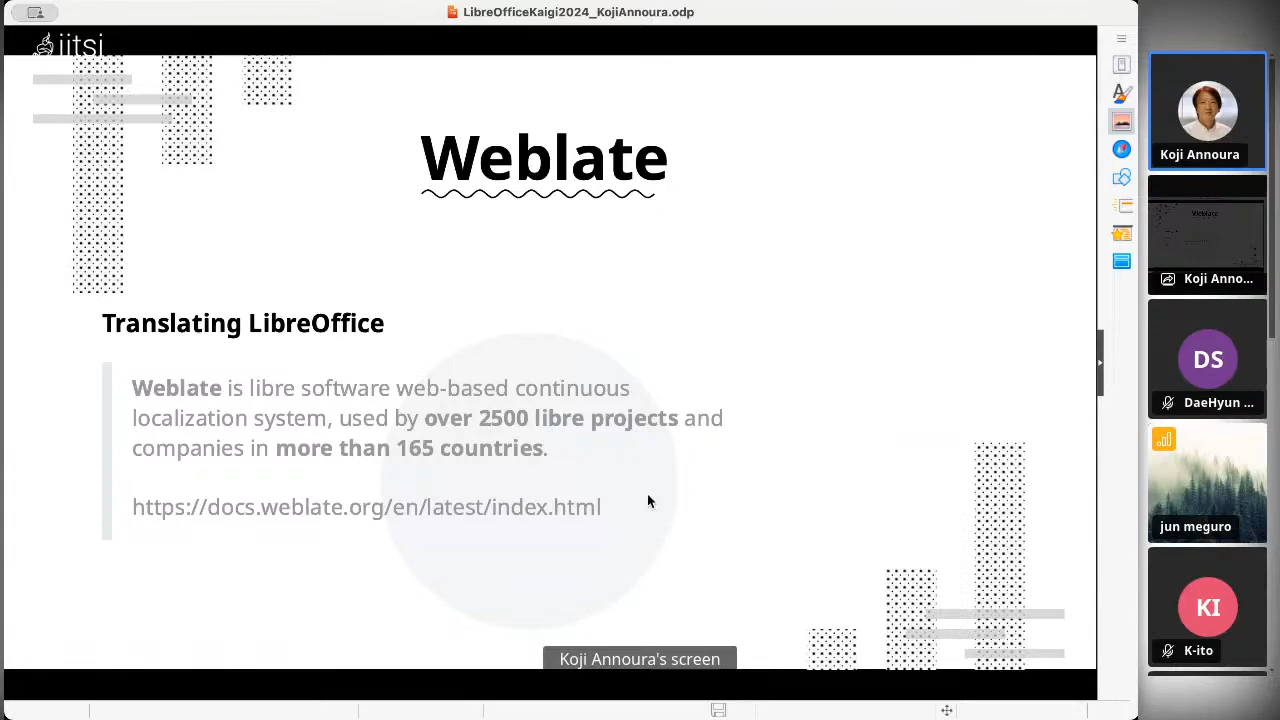 LibreOfficeKaigi2024_KojiAnnoura.odp
jitsi
Weblate
Translating LibreOffice
Weblate is libre software web-based continuous
localization system, used by over 2500 libre projects and
companies in more than 165 countries.
https://docs.weblate.org/en/latest/index.html
Koji Annoura's screen
Koji Annoura
Weblate
Koji Anno...
DS
DaeHyun ...
jun meguro
KI
K-ito